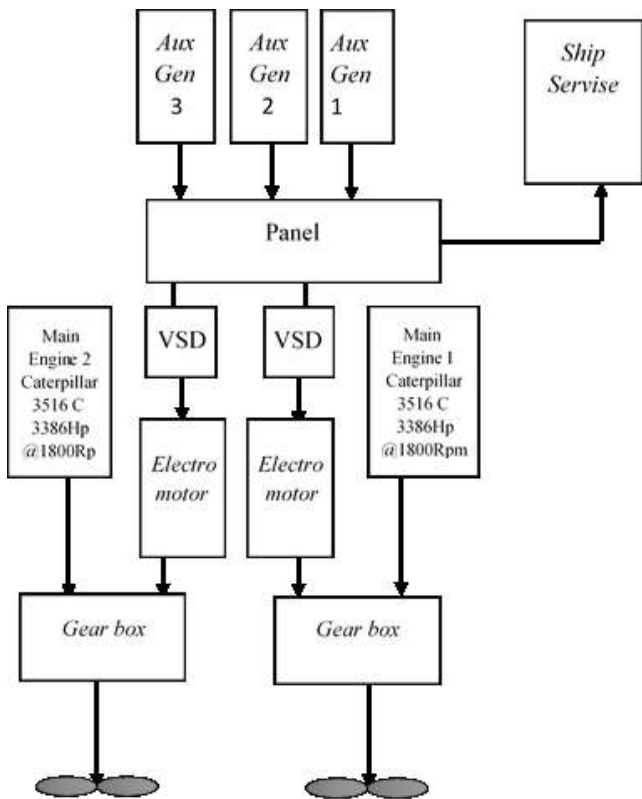 Aux
Gen
3
Aux
Gen
2
Aux
Gen
1
Ship
Servise
Panel
Main
Engine 2
Caterpillar
3516 C
3386Hp
@1800Rp
VSD
VSD
Main
Engine 1
Caterpillar
3516 C
3386Hp
@1800Rpm
Electro
motor
Electro
motor
Gear box
Gear box